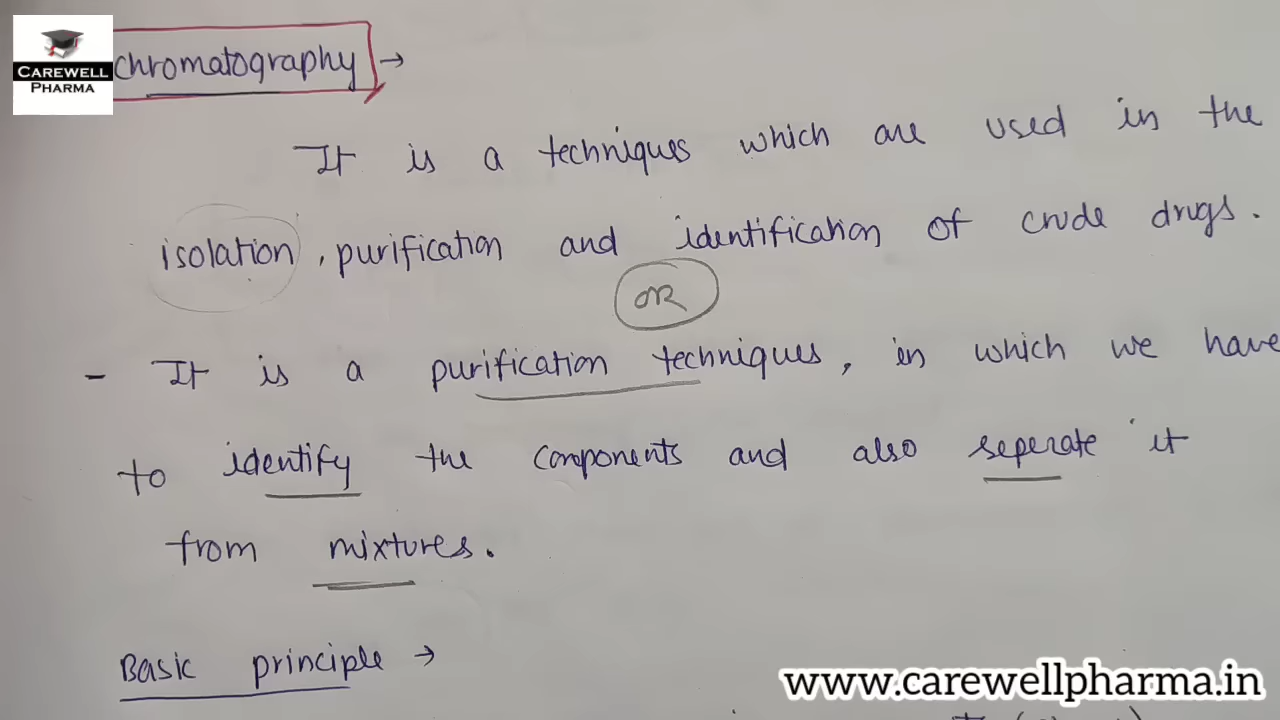 CAREWELL
PHARMA
chromatography →
It is a techniques which are used in the
isolation, purification and identification of crude drugs.
OR
- It is a purification techniques, in which we have
to identify the components and also seperate it
from mixtures.
Basic principle →
www.carewellpharma.in